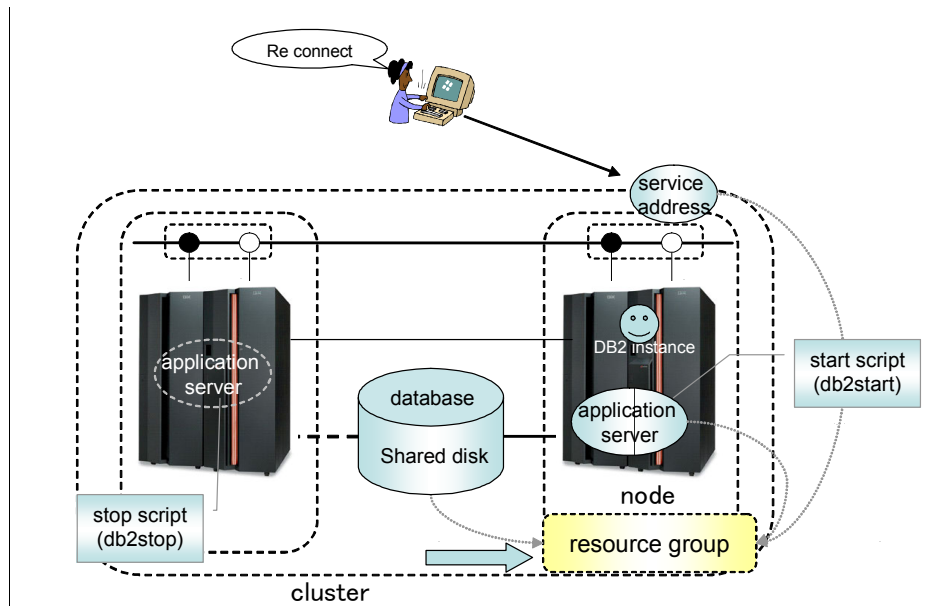 Re connect
service
address
application
server
DB2 instance
start script
(db2start)
database
application
server
Shared disk
node
stop script
(db2stop)
resource group
cluster